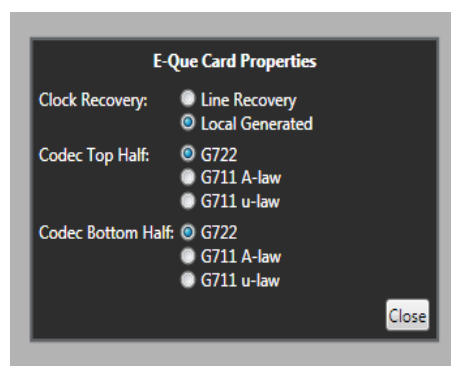 E-Que Card Properties
Clock Recovery: Line Recovery
Local Generated
Codec Top Half: G722
G711 A-law
G711 u-law
Codec Bottom Half: G722
G711 A-law
G711 u-law
Close